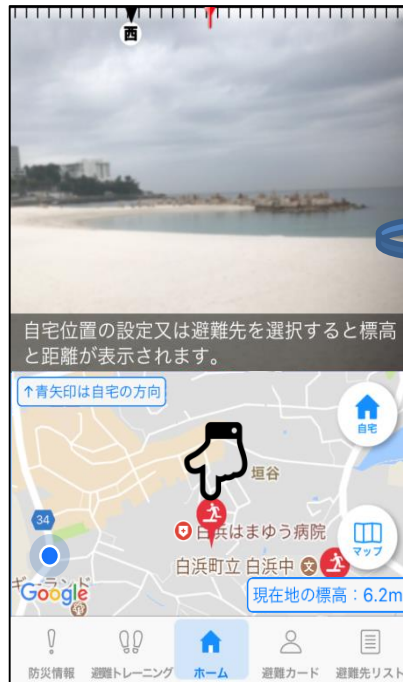 西
自宅位置の設定又は避難先を選択すると標高
と距離が表示されます。
↑青矢印は自宅の方向
自宅
垣谷
34
白浜はまゆう病院
マップ
白浜町立 白浜中
文
Google
現在地の標高：6.2m
防災情報
避難トレーニング
ホーム
避難カード
避難先リスト